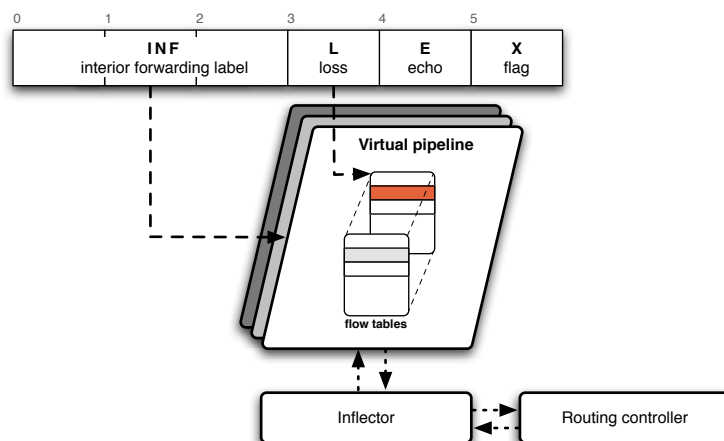 0 1 2 3 4 5
INF L E X
interior forwarding label loss echo flag
Virtual pipeline
flow tables
Inflector Routing controller